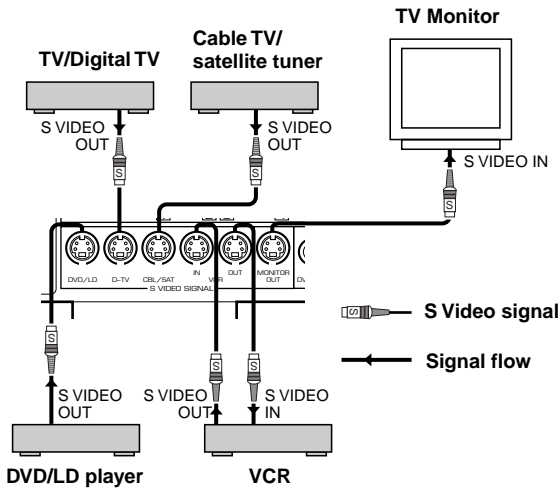 TV Monitor
Cable TV/
satellite tuner
TV/Digital TV
S VIDEO
OUT
S VIDEO
OUT
S VIDEO IN
S
S
S
DVD/LD
D–TV
CBL/SAT
IN
VCR
OUT
MONITOR
OUT
DV
S VIDEO SIGNAL
S
S
S
S
S Video signal
Signal flow
S VIDEO
OUT
S VIDEO
OUT
S VIDEO
IN
DVD/LD player
VCR